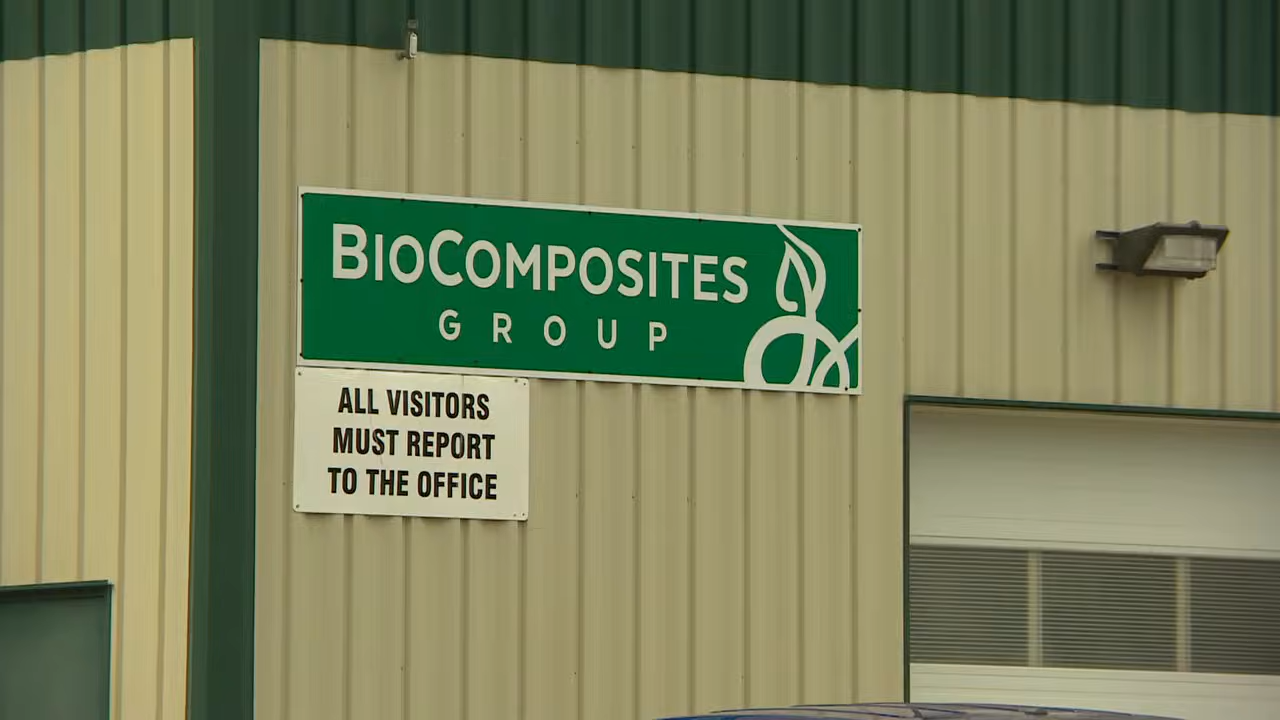 BIOCOMPOSITES
GROUP
ALL VISITORS
MUST REPORT
TO THE OFFICE